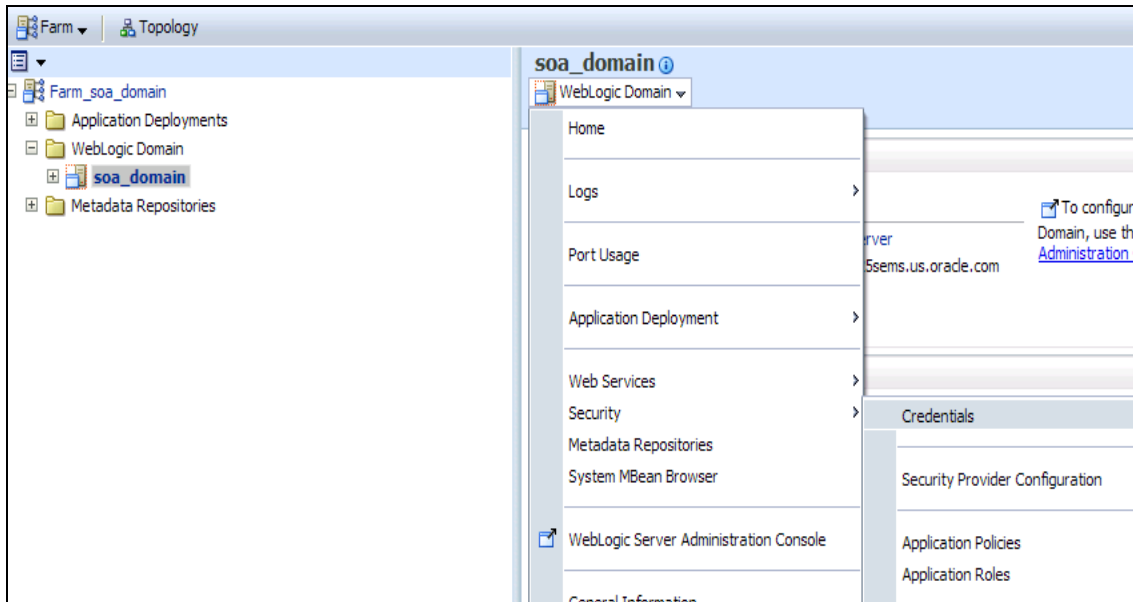 Farm
Topology
Farm_soa_domain
Application Deployments
WebLogic Domain
soa_domain
Metadata Repositories
soa_domain
WebLogic Domain
Home
Logs
Port Usage
Application Deployment
Web Services
Security
Metadata Repositories
System MBean Browser
WebLogic Server Administration Console
General Information
Credentials
Security Provider Configuration
Application Policies
Application Roles
rver
5sems.us.oracle.com
To configur
Domain, use th
Administration